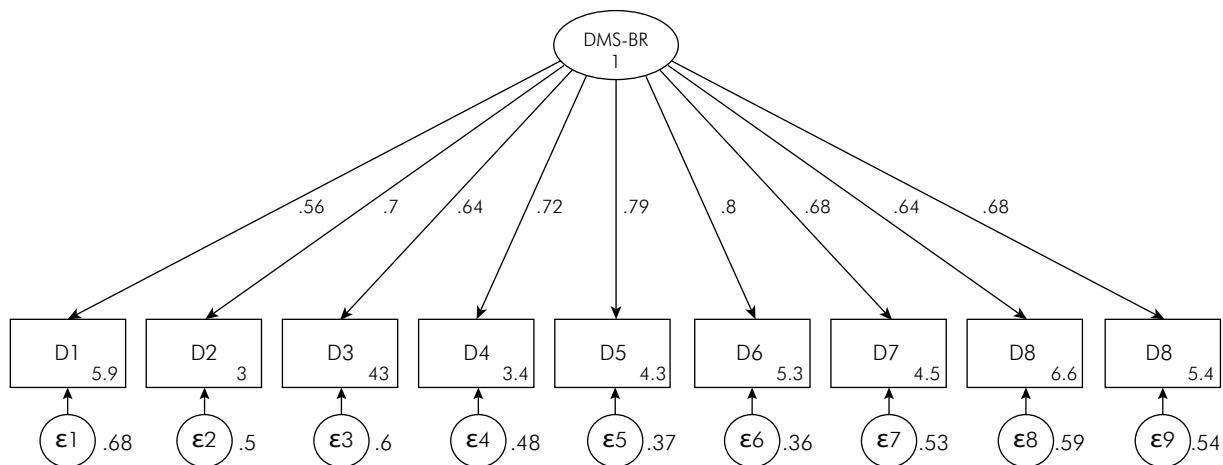 DMS-BR
1
.56 .7 .64 .72 .79 .8 .68 .64 .68
D1 D2 D3 D4 D5 D6 D7 D8 D8
5.9 3 43 3.4 4.3 5.3 4.5 6.6 5.4
ε1 .68 ε2 .5 ε3 .6 ε4 .48 ε5 .37 ε6 .36 ε7 .53 ε8 .59 ε9 .54